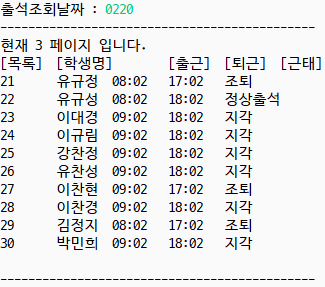 출석조회날짜 : 0220
---------------------------------------------
현재 3 페이지 입니다.
[목록] [학생명] [출근] [퇴근] [근태]
21 유규정 08:02 17:02 조퇴
22 유규성 08:02 18:02 정상출석
23 이대경 09:02 18:02 지각
24 이규림 09:02 18:02 지각
25 강찬정 09:02 18:02 지각
26 유찬성 09:02 18:02 지각
27 이찬현 09:02 17:02 조퇴
28 이찬경 09:02 18:02 지각
29 김정지 08:02 17:02 조퇴
30 박민희 09:02 18:02 지각
---------------------------------------------